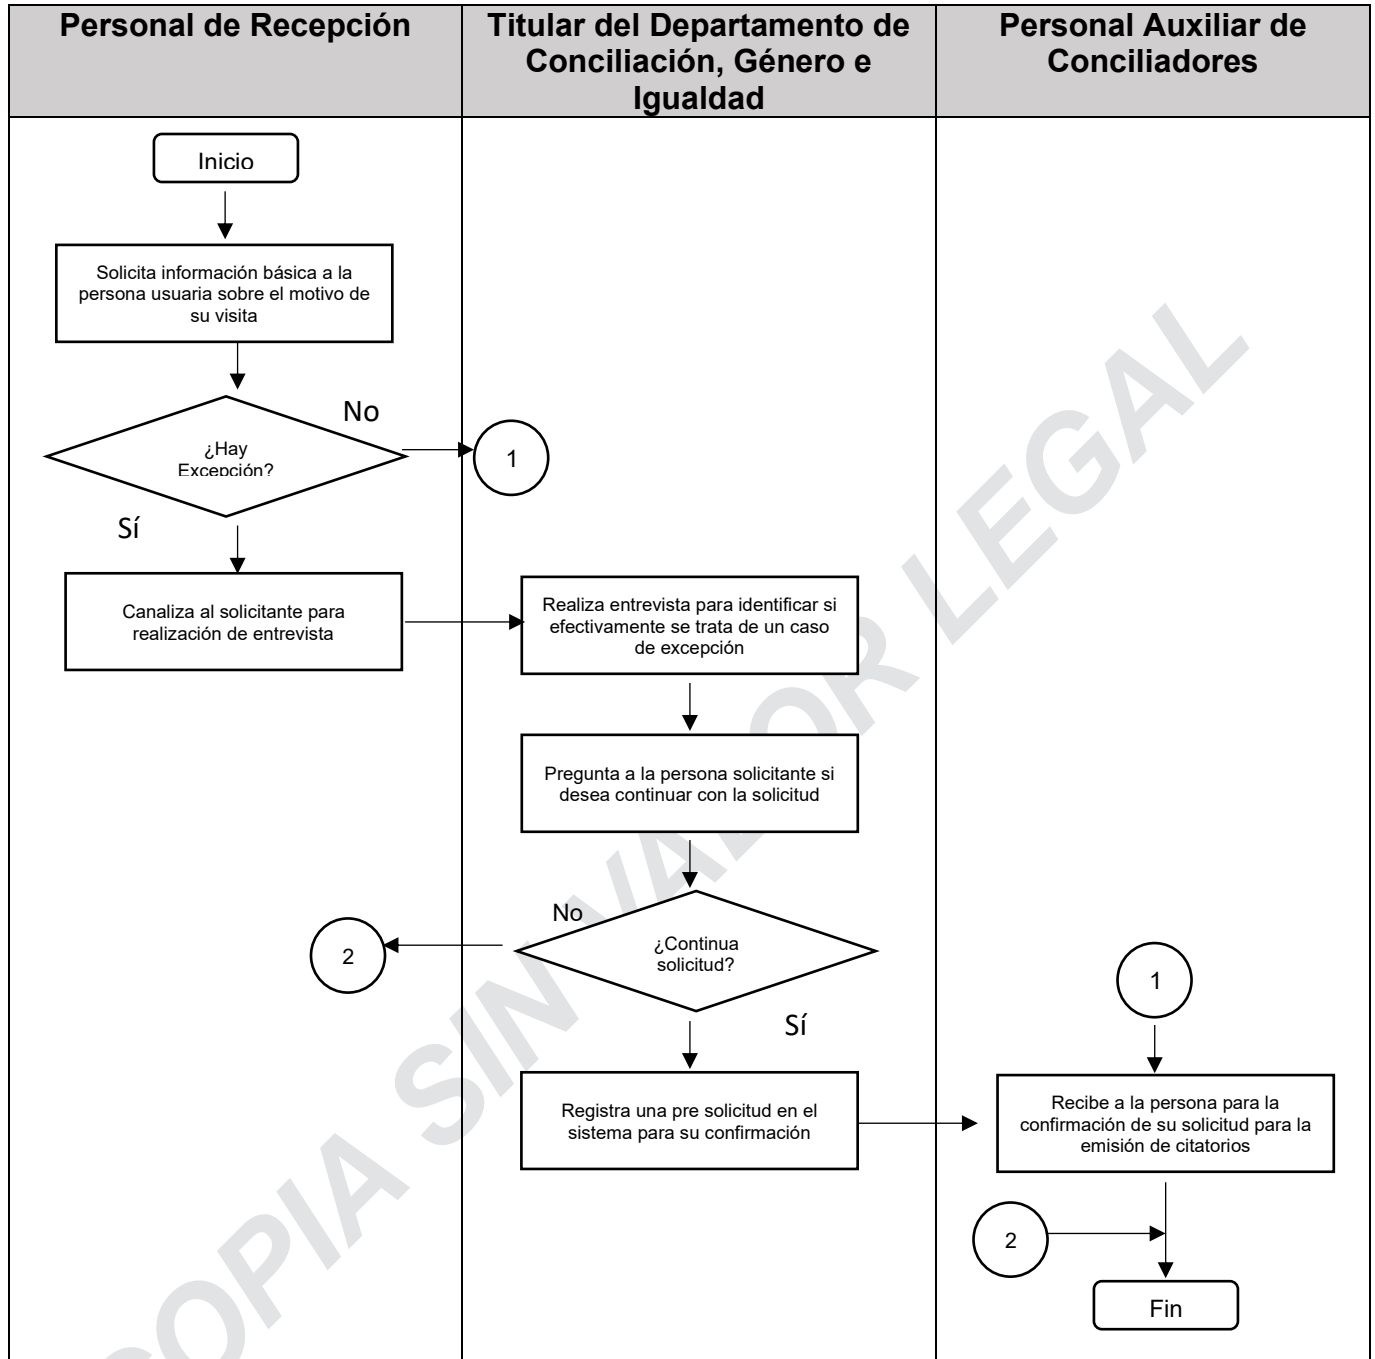 Personal de Recepción
Titular del Departamento de
Conciliación, Género e
Igualdad
Personal Auxiliar de
Conciliadores
Inicio
Solicita información básica a la
persona usuaria sobre el motivo de
su visita
¿Hay
Excepción?
No
1
Sí
Canaliza al solicitante para
realización de entrevista
Realiza entrevista para identificar si
efectivamente se trata de un caso
de excepción
Pregunta a la persona solicitante si
desea continuar con la solicitud
¿Continua
solicitud?
No
2
Sí
Registra una pre solicitud en el
sistema para su confirmación
1
Recibe a la persona para la
confirmación de su solicitud para la
emisión de citatorios
2
Fin
COPIA SIN VALOR LEGAL